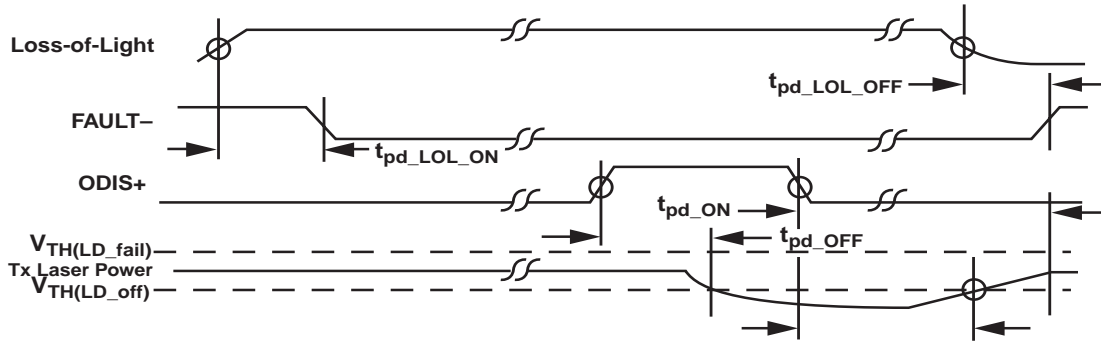 Loss-of-Light
t_pd_LOL_OFF
FAULT–
t_pd_LOL_ON
ODIS+
t_pd_ON
t_pd_OFF
V_TH(LD_fail)
Tx Laser Power
V_TH(LD_off)